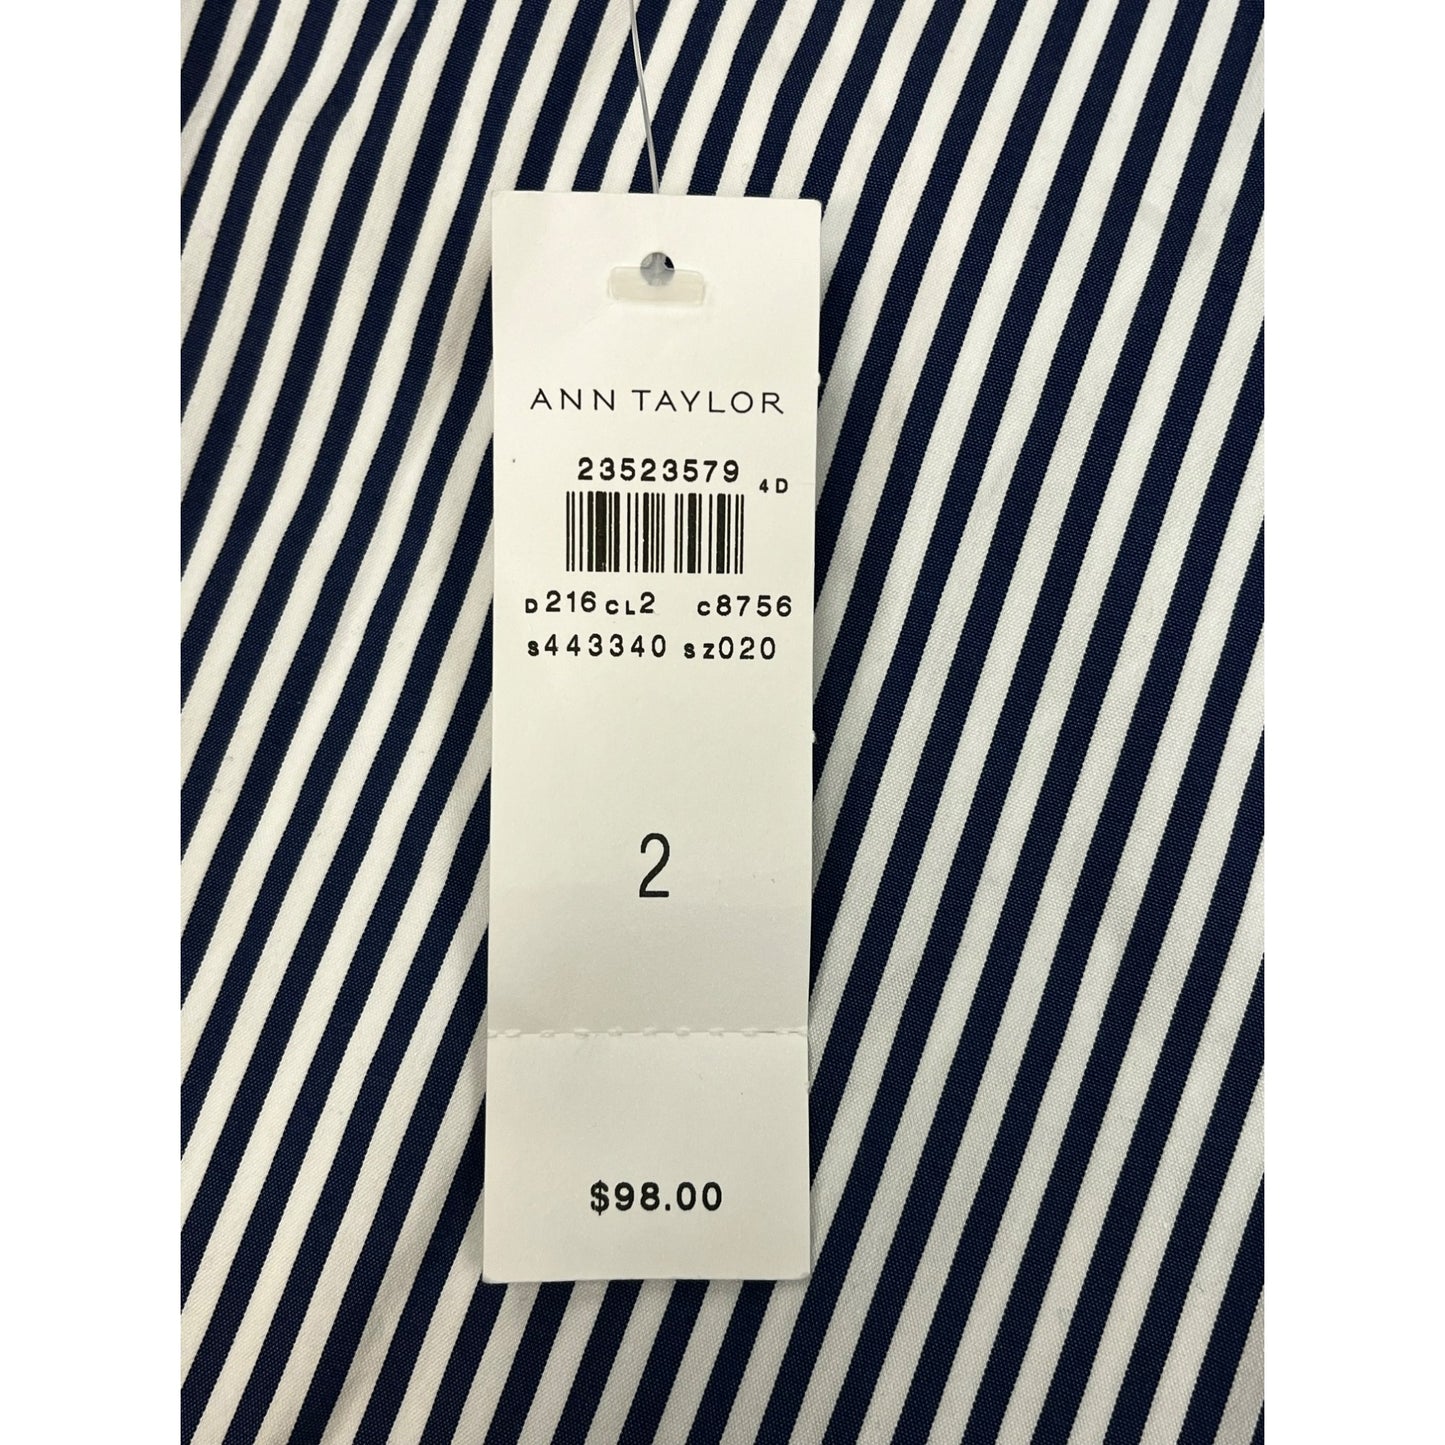 ANN TAYLOR
23523579 4D
D216 CL2 C8756
S443340 SZ020
2
$98.00